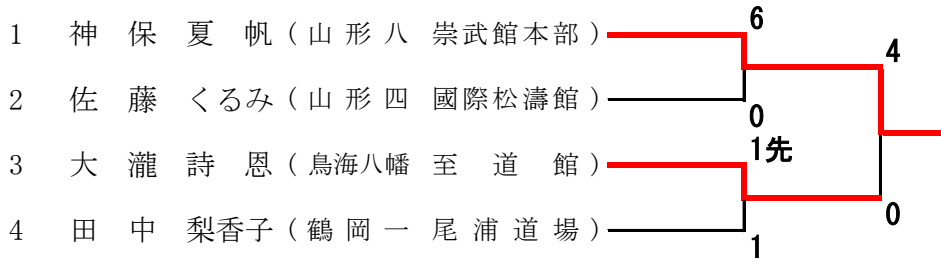 1 神 保 夏 帆 ( 山 形 八 崇武館本部 ) 6
4
2 佐 藤 くるみ ( 山 形 四 國際松濤館 ) 0
3 大 瀧 詩 恩 ( 鳥海八幡 至 道 館 ) 1先
0
4 田 中 梨香子 ( 鶴 岡 一 尾 浦 道 場 ) 1